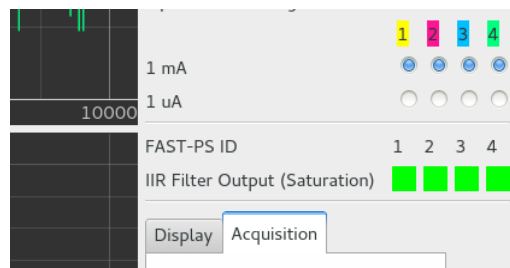 1 2 3 4
1 mA
10000
1 uA
FAST-PS ID 1 2 3 4
IIR Filter Output (Saturation)
Display Acquisition